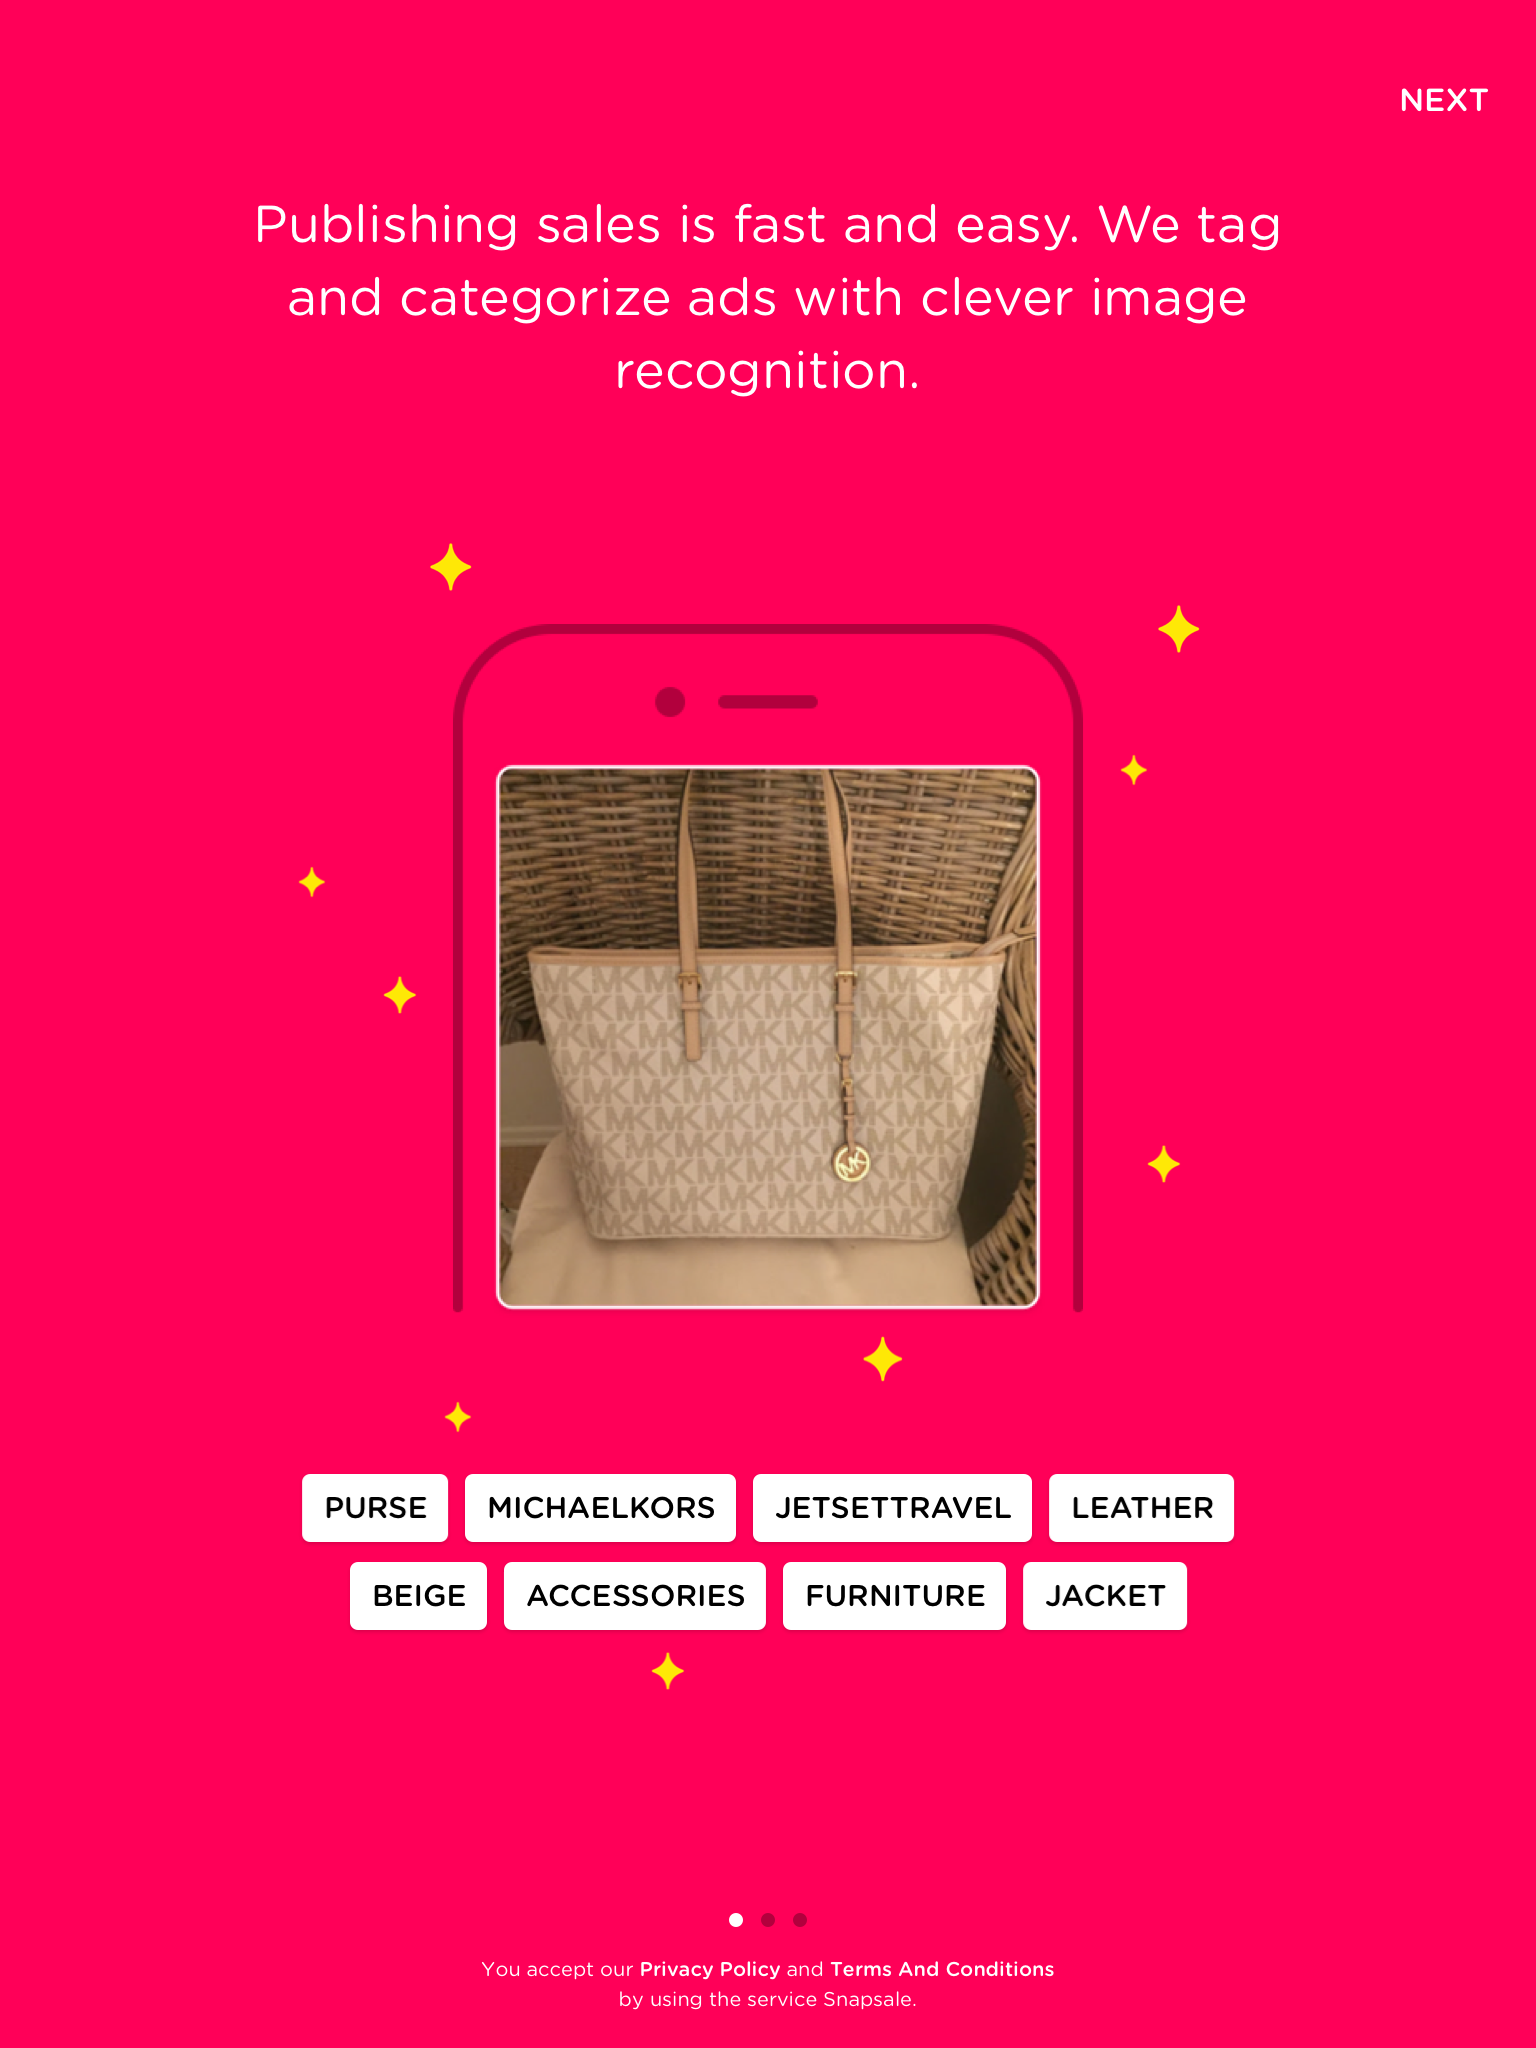 NEXT
Publishing sales is fast and easy. We tag
and categorize ads with clever image
recognition.
MK
PURSE MICHAELKORS JETSETTRAVEL LEATHER
BEIGE ACCESSORIES FURNITURE JACKET
You accept our Privacy Policy and Terms And Conditions
by using the service Snapsale.